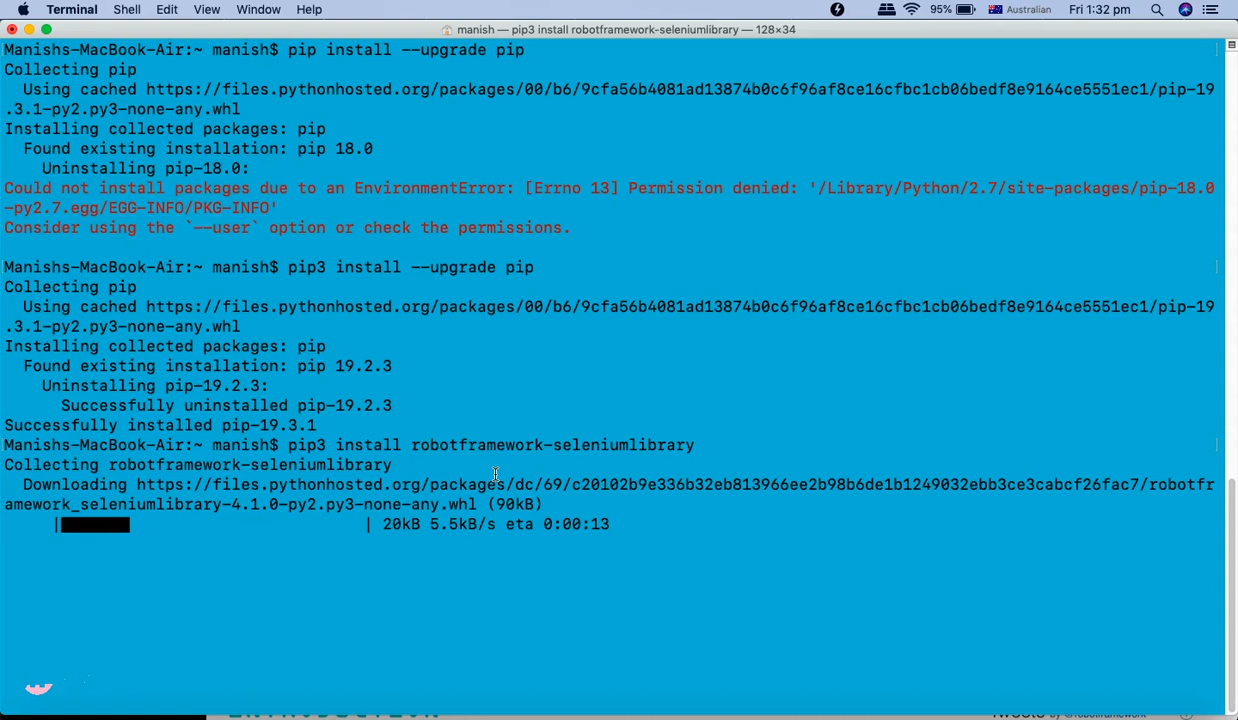 Terminal Shell Edit View Window Help 95% Australian Fri 1:32 pm
manish — pip3 install robotframework-seleniumlibrary — 128×34
Manishs-MacBook-Air:~ manish$ pip install --upgrade pip
Collecting pip
Using cached https://files.pythonhosted.org/packages/00/b6/9cfa56b4081ad13874b0c6f96af8ce16cfbc1cb06bedf8e9164ce5551ec1/pip-19
.3.1-py2.py3-none-any.whl
Installing collected packages: pip
Found existing installation: pip 18.0
Uninstalling pip-18.0:
Could not install packages due to an EnvironmentError: [Errno 13] Permission denied: '/Library/Python/2.7/site-packages/pip-18.0
-py2.7.egg/EGG-INFO/PKG-INFO'
Consider using the `--user` option or check the permissions.
Manishs-MacBook-Air:~ manish$ pip3 install --upgrade pip
Collecting pip
Using cached https://files.pythonhosted.org/packages/00/b6/9cfa56b4081ad13874b0c6f96af8ce16cfbc1cb06bedf8e9164ce5551ec1/pip-19
.3.1-py2.py3-none-any.whl
Installing collected packages: pip
Found existing installation: pip 19.2.3
Uninstalling pip-19.2.3:
Successfully uninstalled pip-19.2.3
Successfully installed pip-19.3.1
Manishs-MacBook-Air:~ manish$ pip3 install robotframework-seleniumlibrary
Collecting robotframework-seleniumlibrary
Downloading https://files.pythonhosted.org/packages/dc/69/c20102b9e336b32eb813966ee2b98b6de1b1249032ebb3ce3cabcf26fac7/robotfr
amework_seleniumlibrary-4.1.0-py2.py3-none-any.whl (90kB)
| | 20kB 5.5kB/s eta 0:00:13